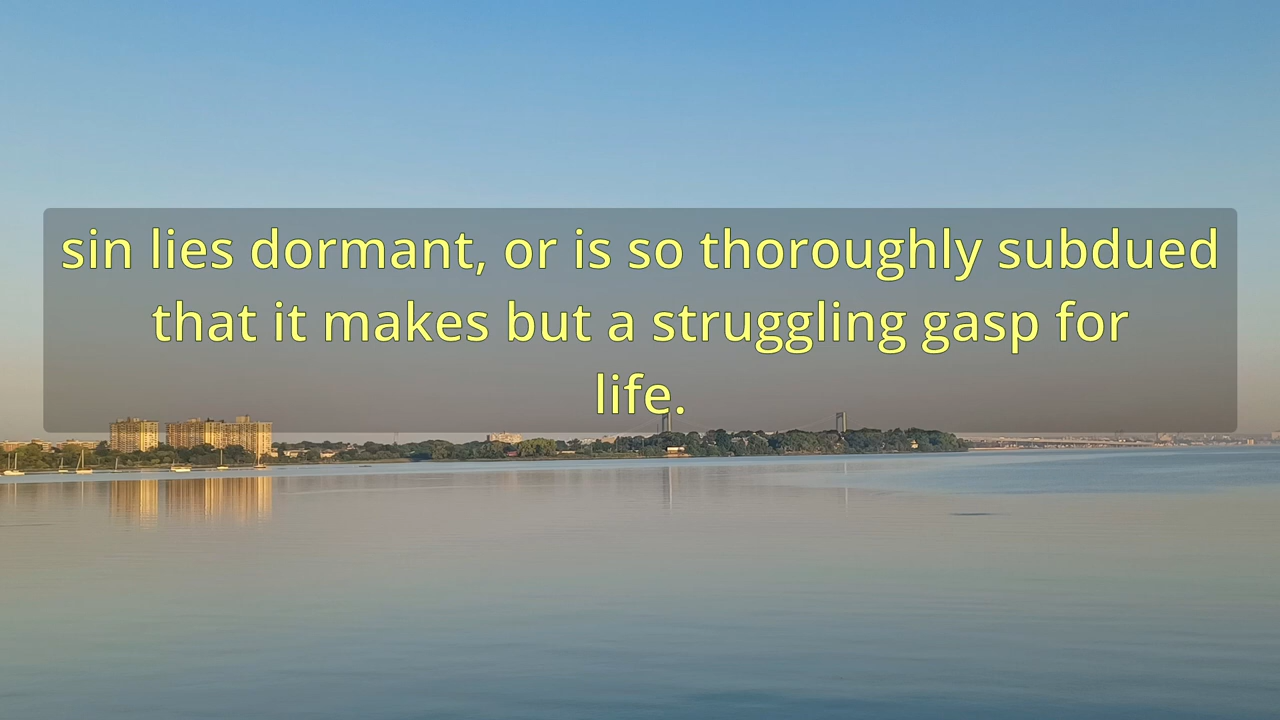 sin lies dormant, or is so thoroughly subdued
that it makes but a struggling gasp for
life.